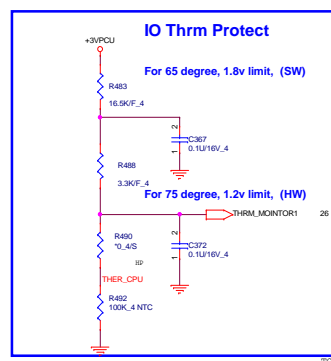 IO Thrm Protect
+3VPCU
For 65 degree, 1.8v limit, (SW)
R483
16.5K/F_4
2
C367
0.1U/16V_4
1
R488
3.3K/F_4
For 75 degree, 1.2v limit, (HW)
THRM_MOINTOR1 26
R490
*0_4/S
2
C372
0.1U/16V_4
1
HP
THER_CPU
R492
100K_4 NTC